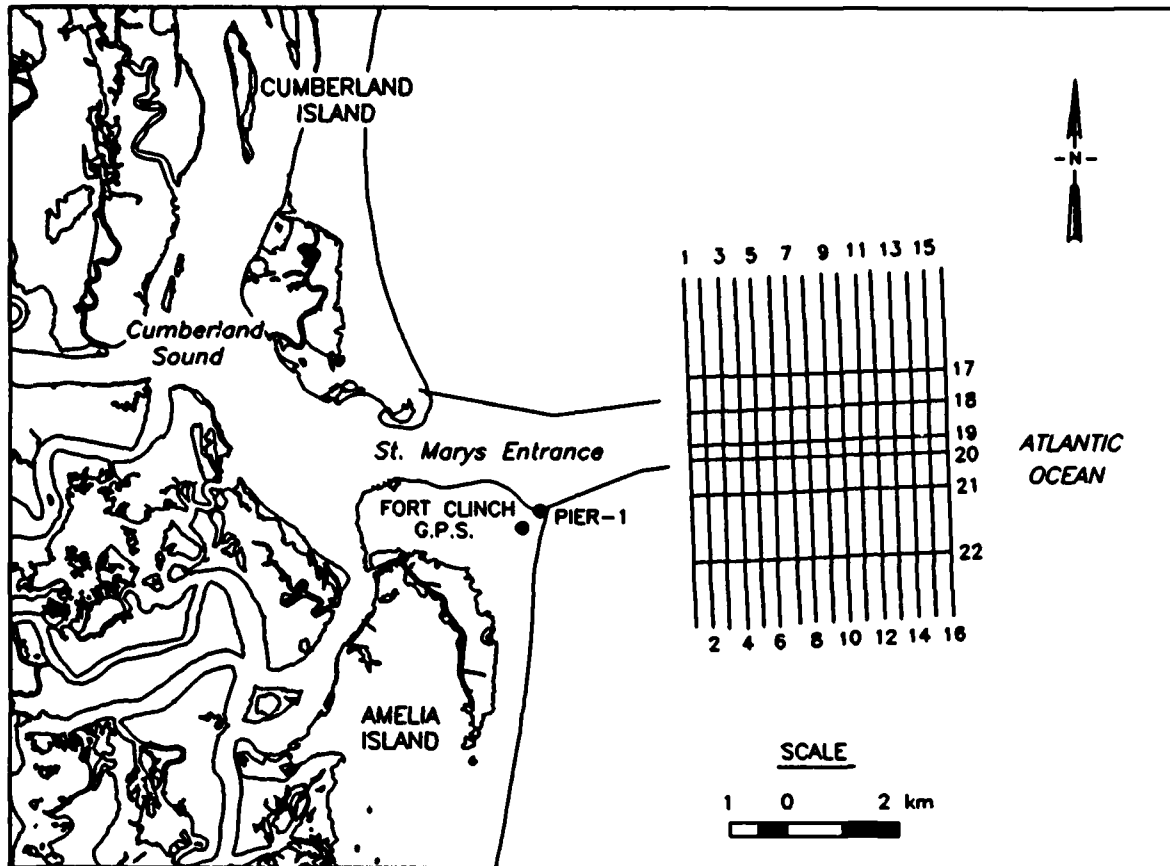 CUMBERLAND
ISLAND
-N-
1 3 5 7 9 11 13 15
Cumberland
Sound
17
18
19
20
21
22
St. Marys Entrance
ATLANTIC
OCEAN
FORT CLINCH
G.P.S.
PIER-1
2 4 6 8 10 12 14 16
AMELIA
ISLAND
SCALE
1 0 2 km